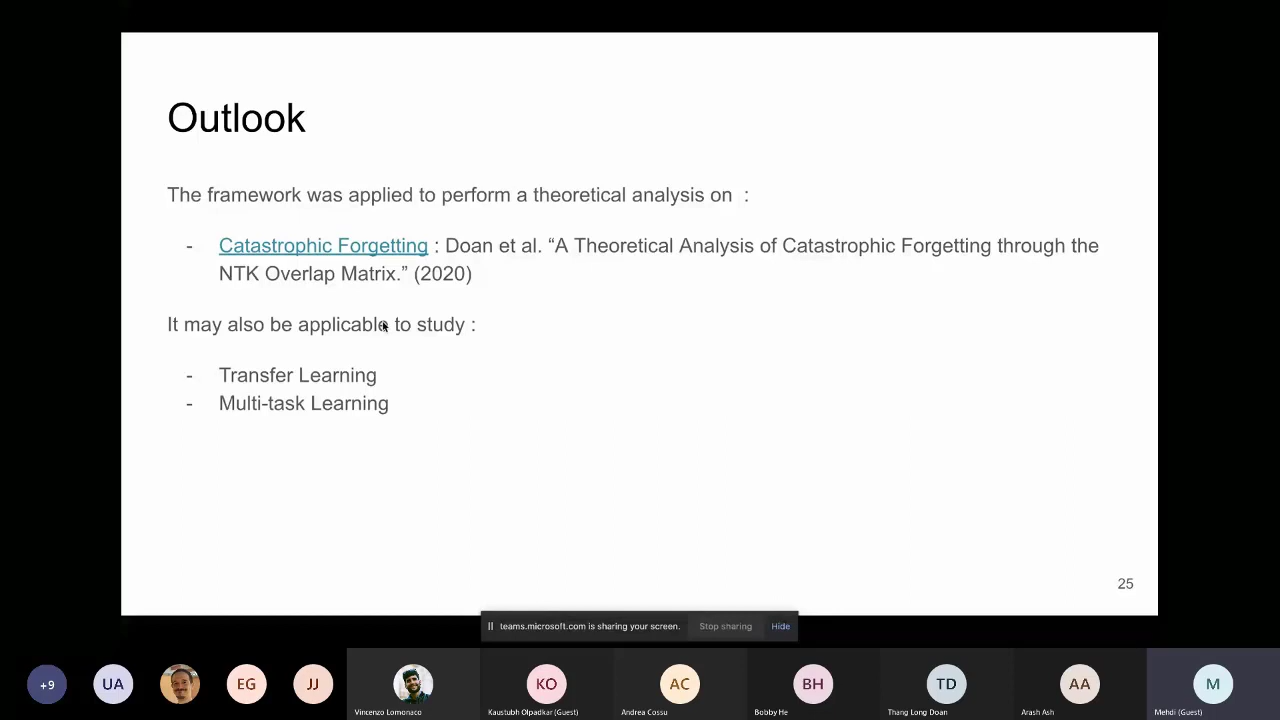 Outlook
The framework was applied to perform a theoretical analysis on :
- Catastrophic Forgetting : Doan et al. “A Theoretical Analysis of Catastrophic Forgetting through the
NTK Overlap Matrix.” (2020)
It may also be applicable to study :
- Transfer Learning
- Multi-task Learning
25
teams.microsoft.com is sharing your screen. Stop sharing Hide
+9 UA EG JJ KO AC BH TD AA M
Vincenzo Lomonaco Kaustubh Olpadkar (Guest) Andrea Cossu Bobby He Thang Long Doan Arash Ash Mehdi (Guest)